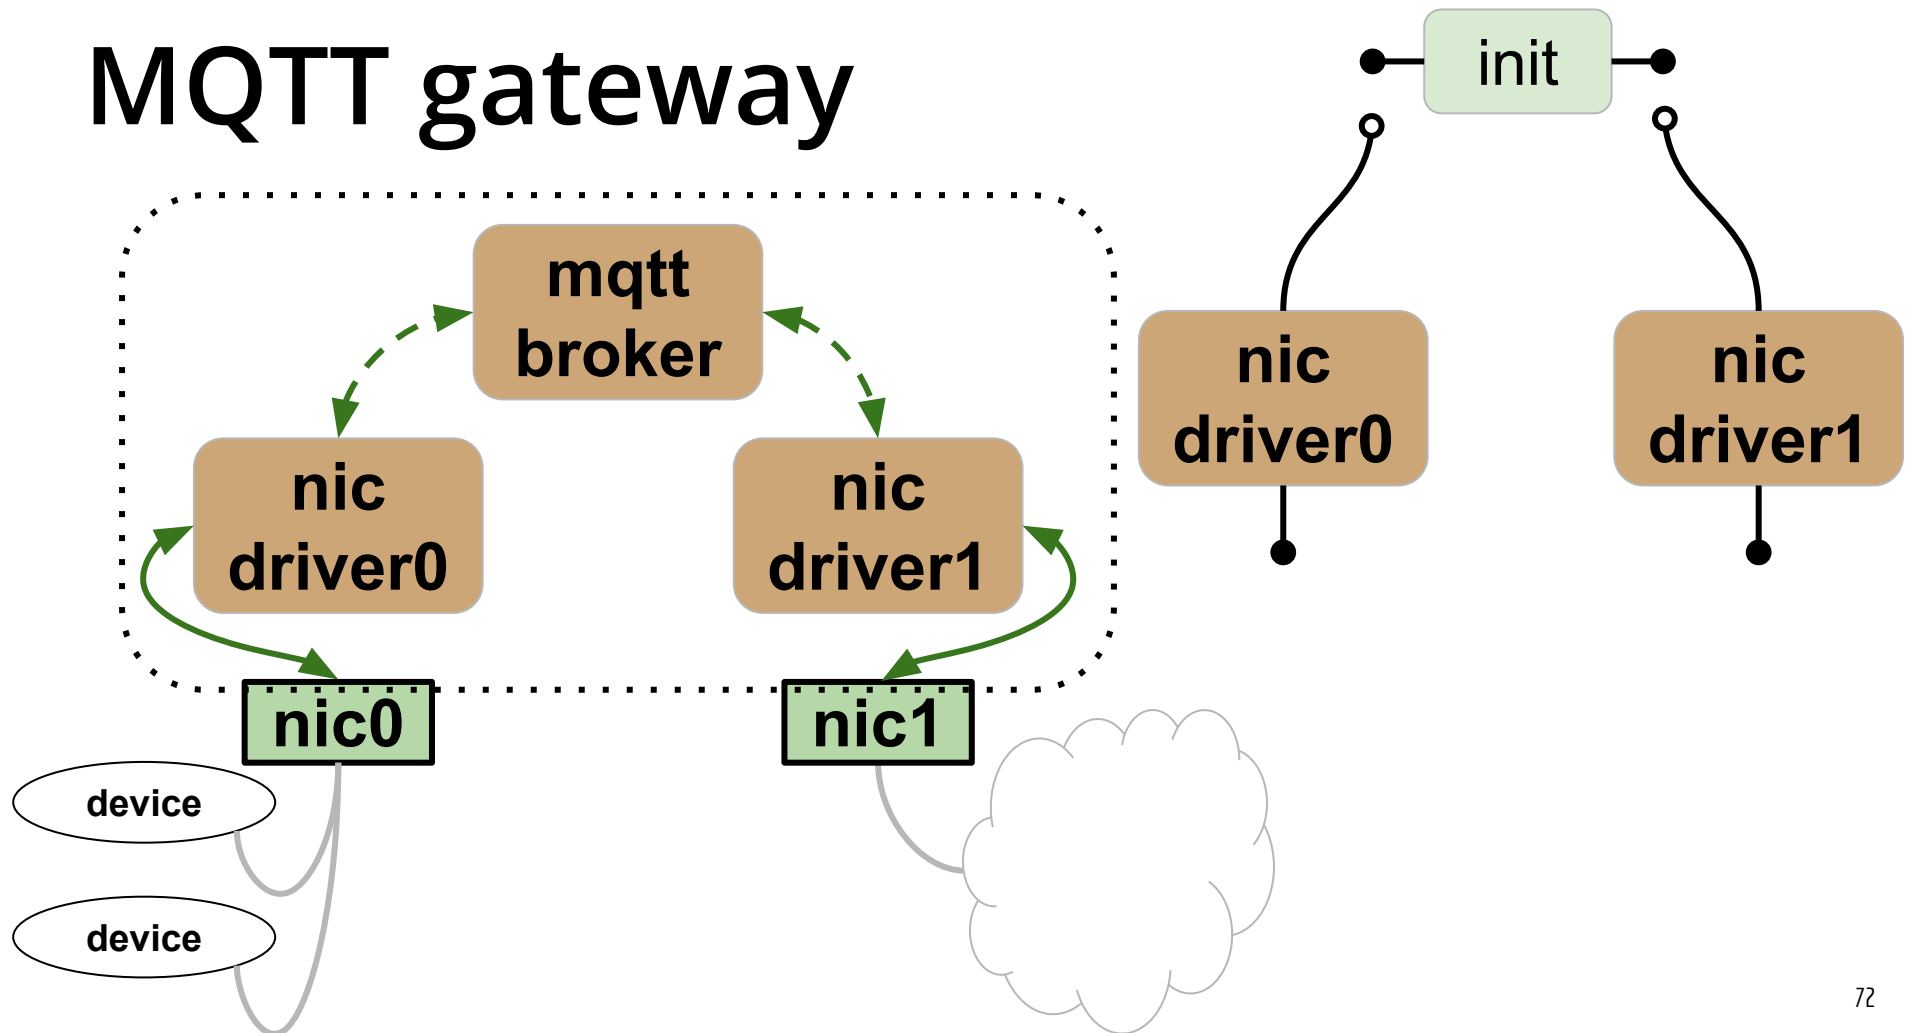 MQTT gateway
init
mqtt
broker
nic
driver0
nic
driver1
nic
driver0
nic
driver1
nic0
nic1
device
device
72